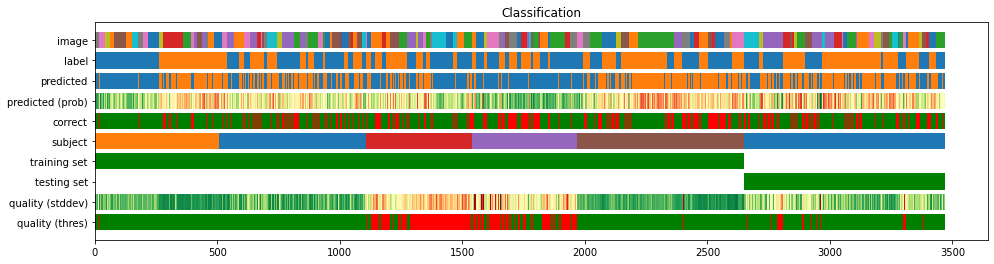 Classification
image
label
predicted
predicted (prob)
correct
subject
training set
testing set
quality (stddev)
quality (thres)
0 500 1000 1500 2000 2500 3000 3500